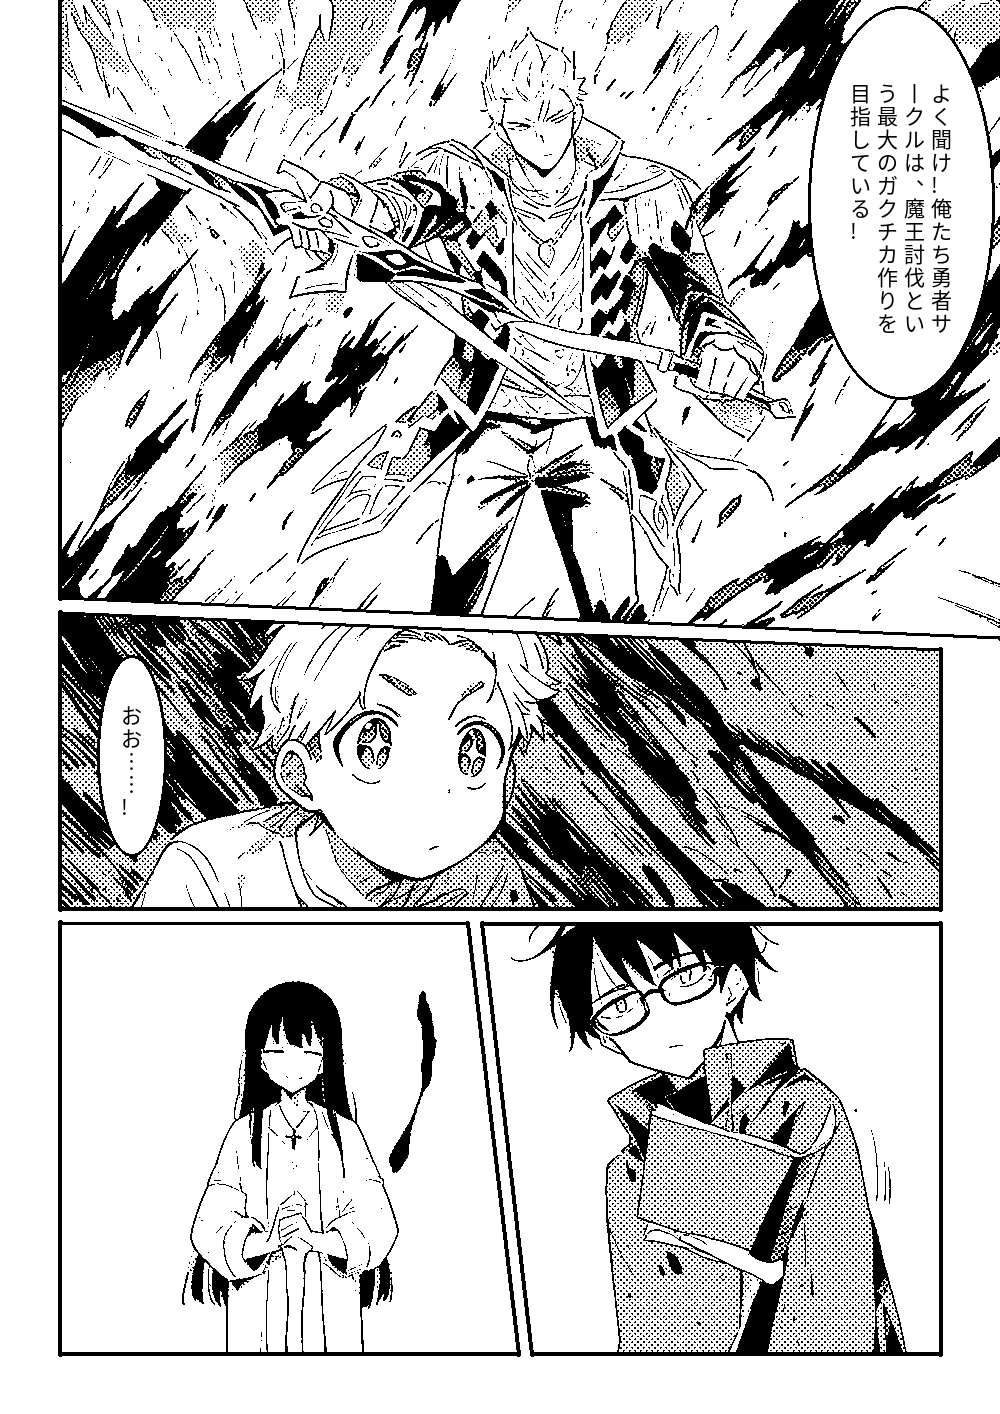 よく聞け！俺たち勇者サ
ークルは、魔王討伐とい
う最大のガクチカ作りを
目指している！
おお……！